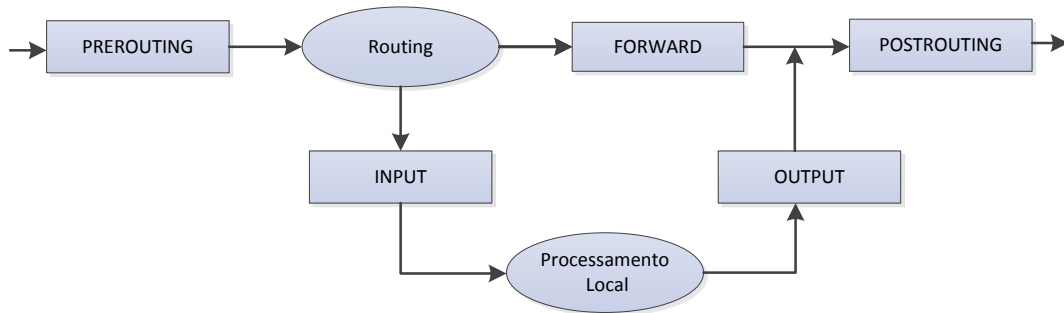 PREROUTING
Routing
FORWARD
POSTROUTING
INPUT
OUTPUT
Processamento
Local